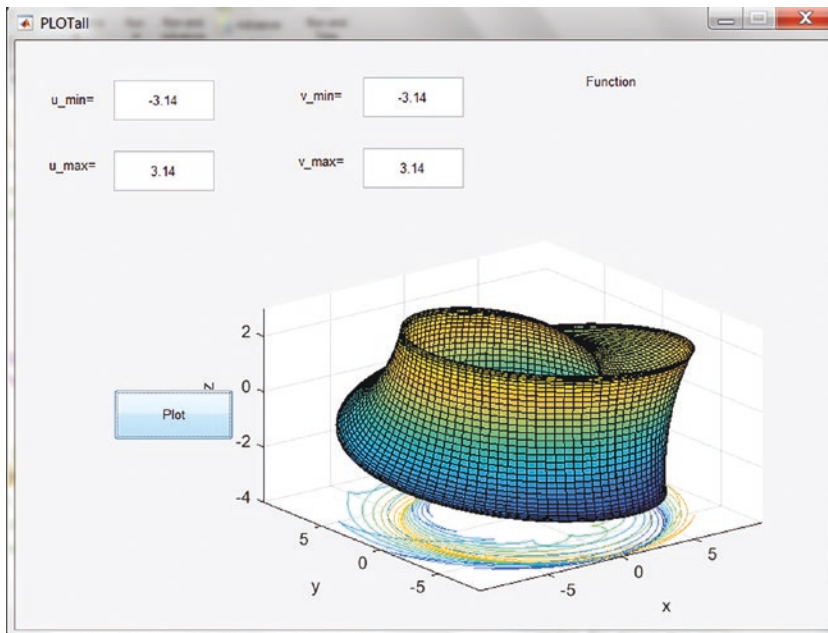 PLOTall
u_min=
-3.14
v_min=
3.14
Function
u_max=
3.14
v_max=
3.14
Plot
z
2
0
-2
-4
5
0
-5
y
-5
0
5
x